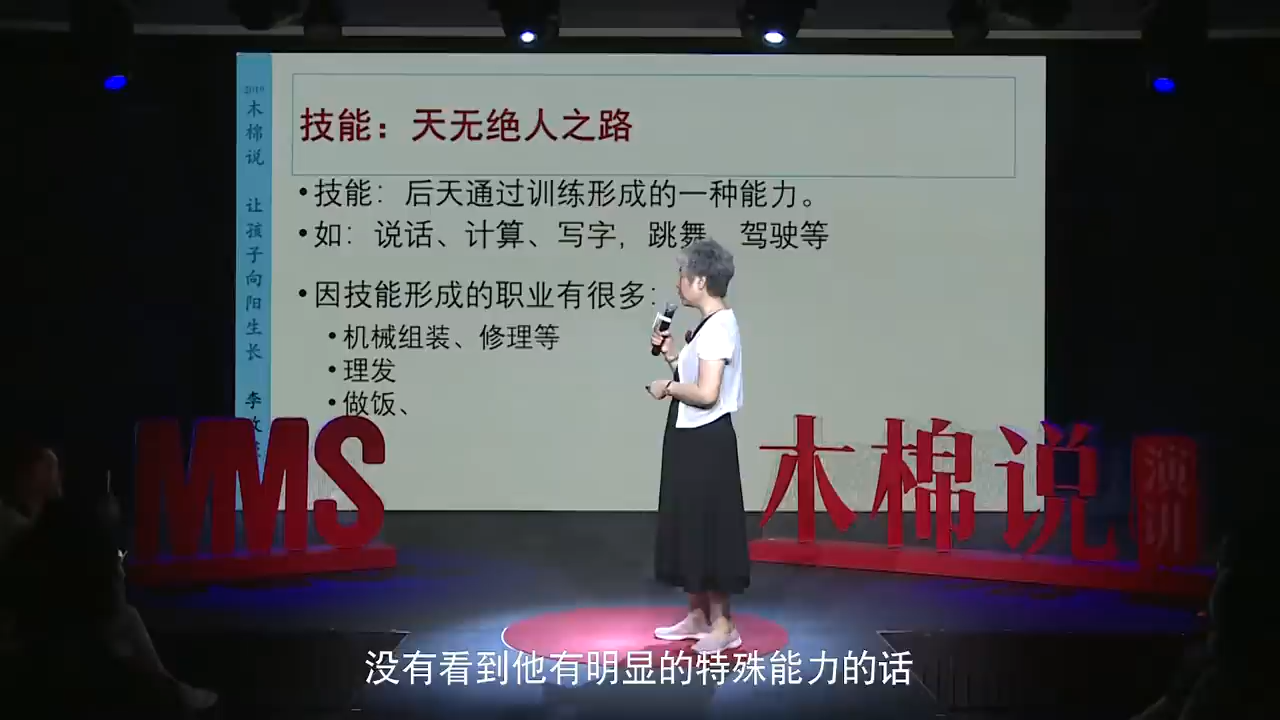 2019 木棉说 让孩子向阳生长 李
技能：天无绝人之路
•技能：后天通过训练形成的一种能力。
•如：说话、计算、写字，跳舞、驾驶等
•因技能形成的职业有很多：
•机械组装、修理等
•理发
•做饭、
MMS
木棉说
演讲
没有看到他有明显的特殊能力的话